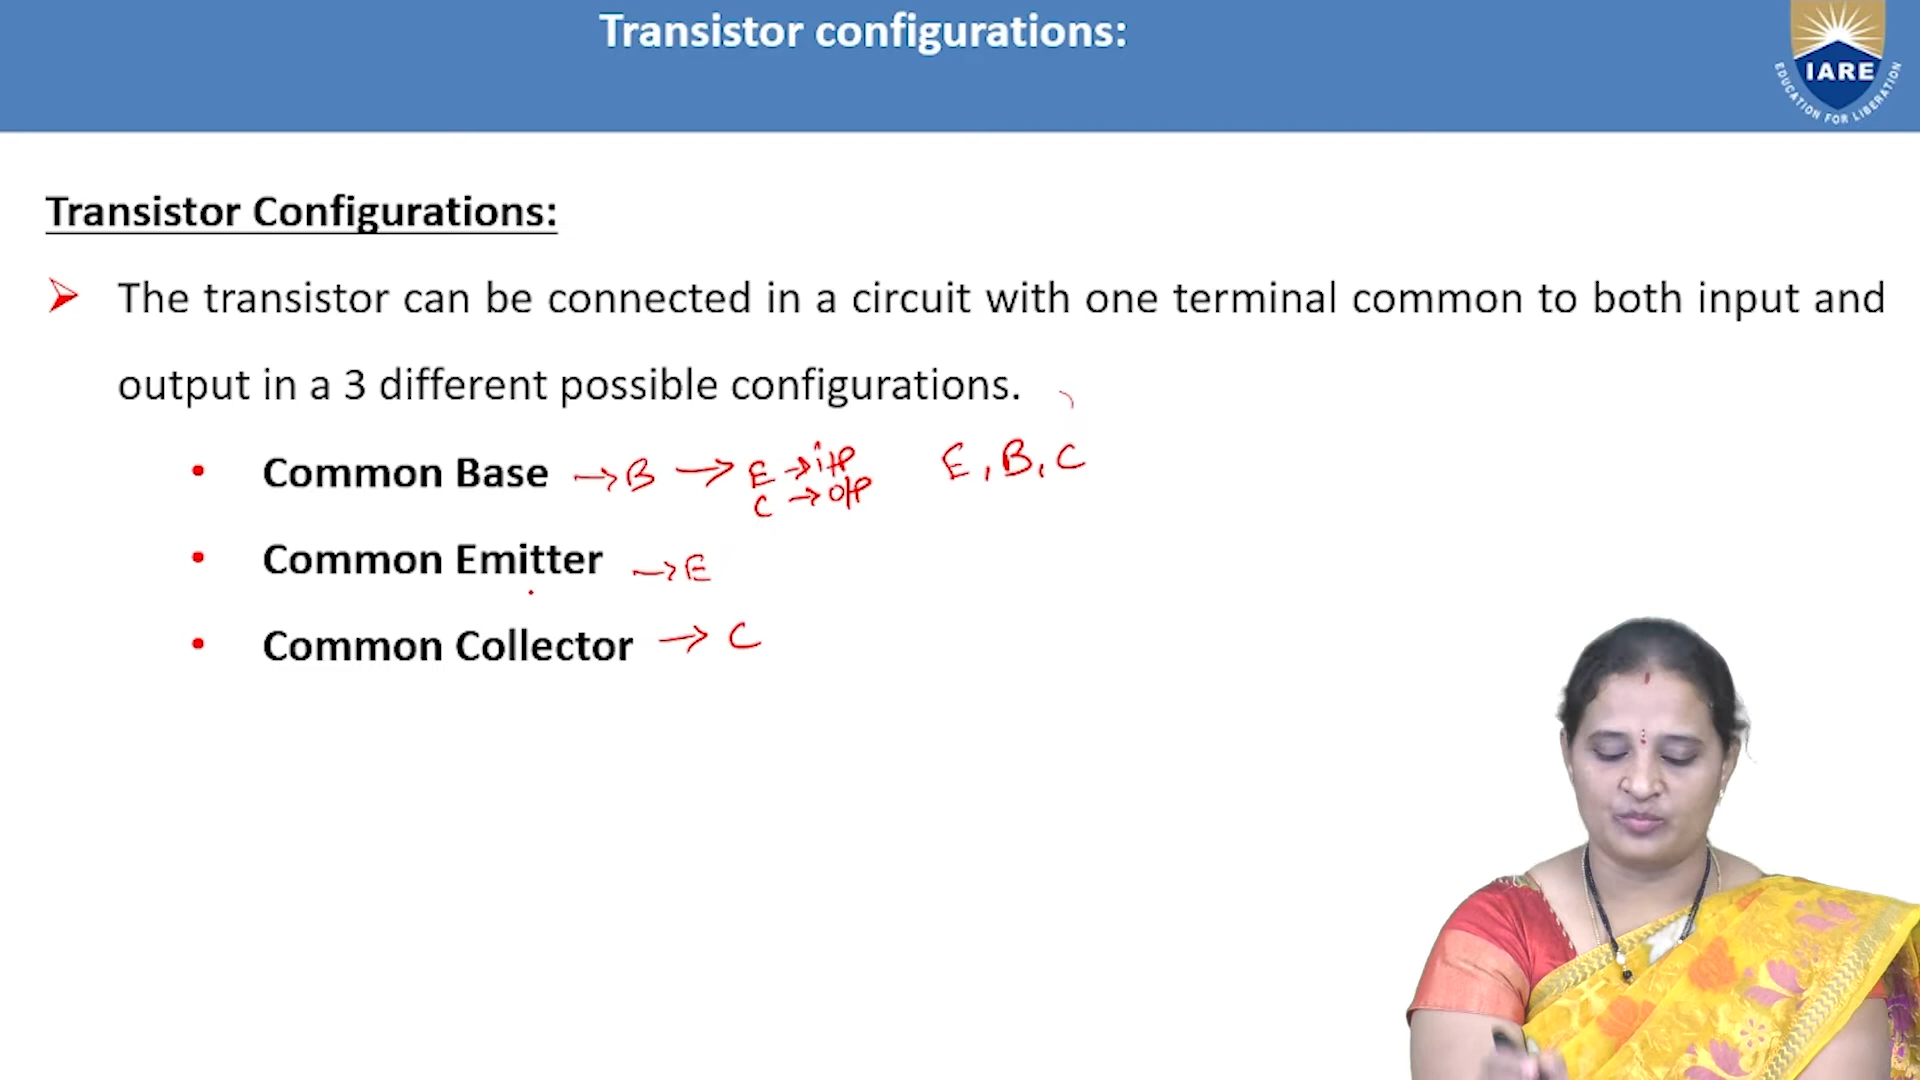 Transistor configurations:
IARE
EDUCATION FOR LIBERATION
Transistor Configurations:
The transistor can be connected in a circuit with one terminal common to both input and
output in a 3 different possible configurations.
• Common Base → B → E → i/p E, B, C
C → o/p
• Common Emitter → E
• Common Collector → C